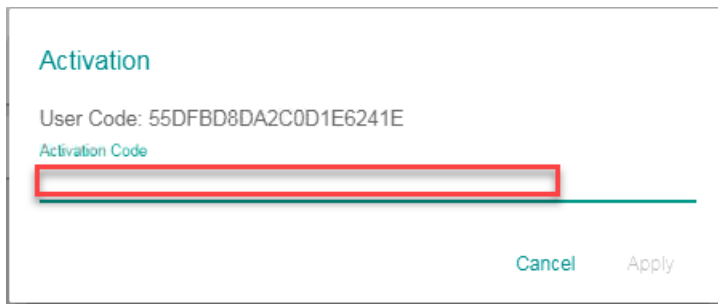 Activation
User Code: 55DFBD8DA2C0D1E6241E
Activation Code
Cancel Apply